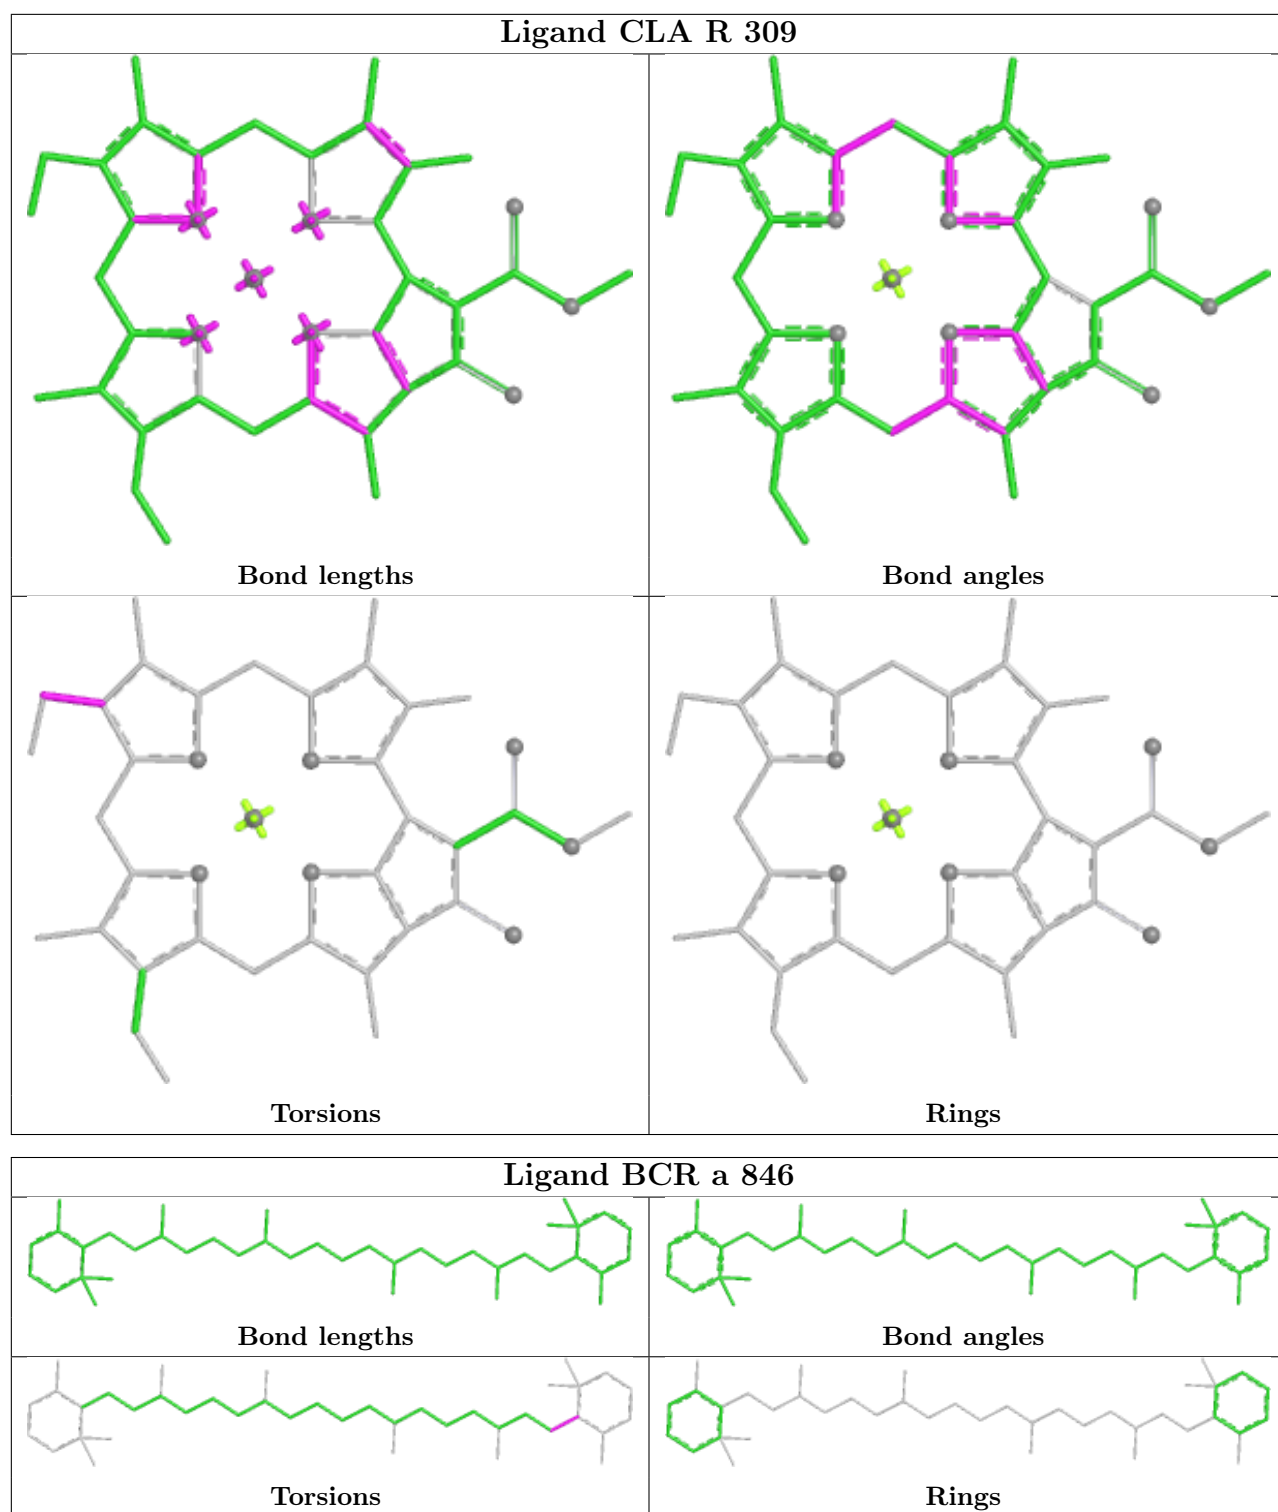 Ligand CLA R 309
Bond lengths
Bond angles
Torsions
Rings
Ligand BCR a 846
Bond lengths
Bond angles
Torsions
Rings